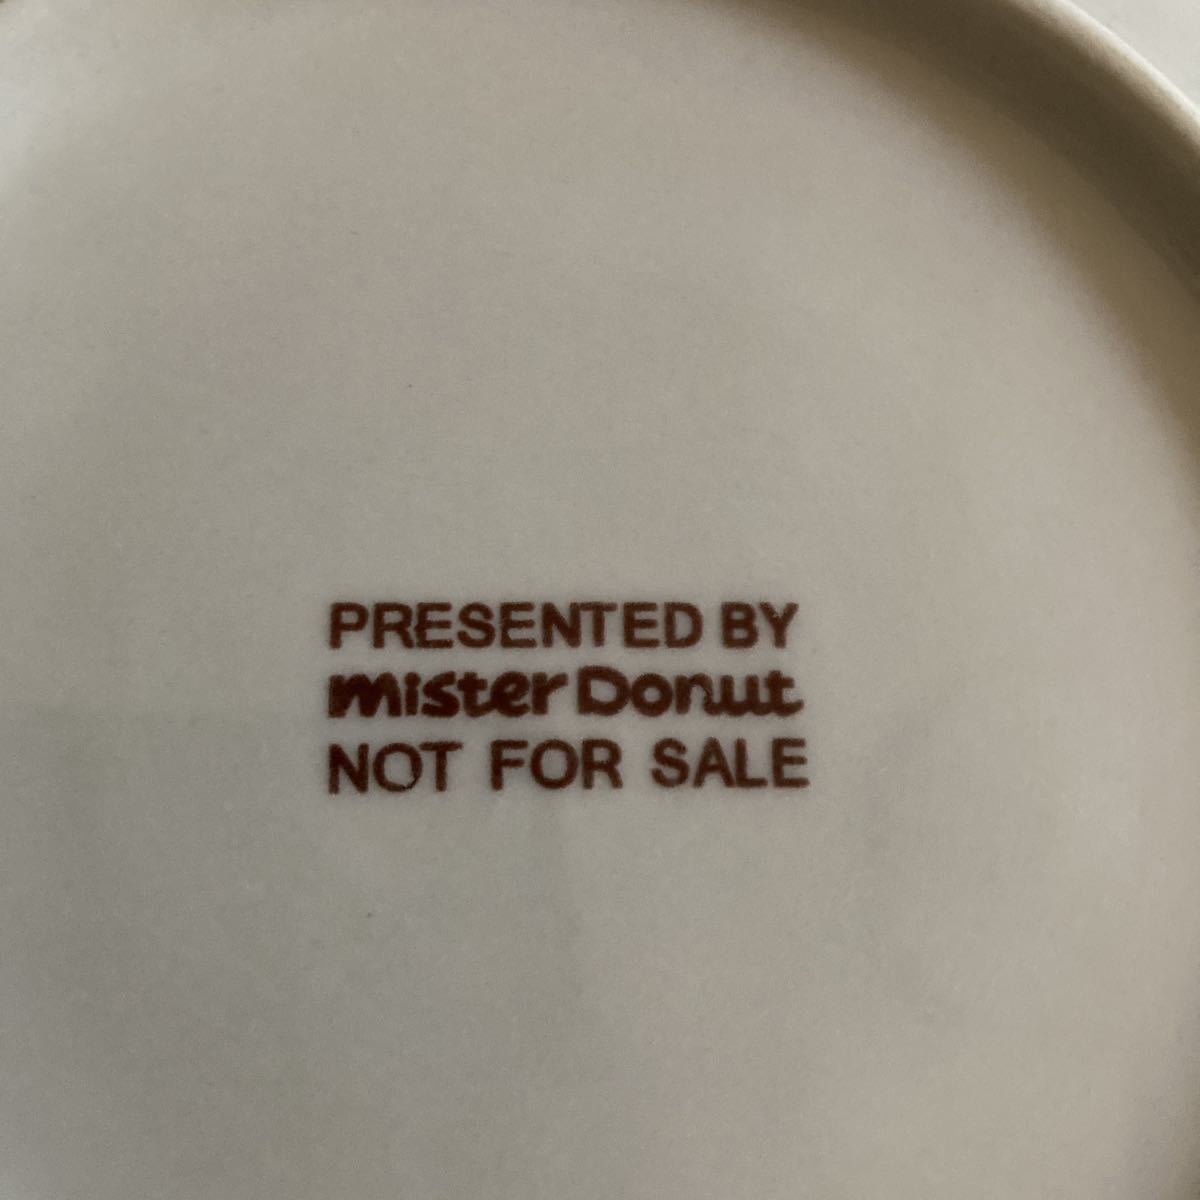 PRESENTED BY
mister Donut
NOT FOR SALE